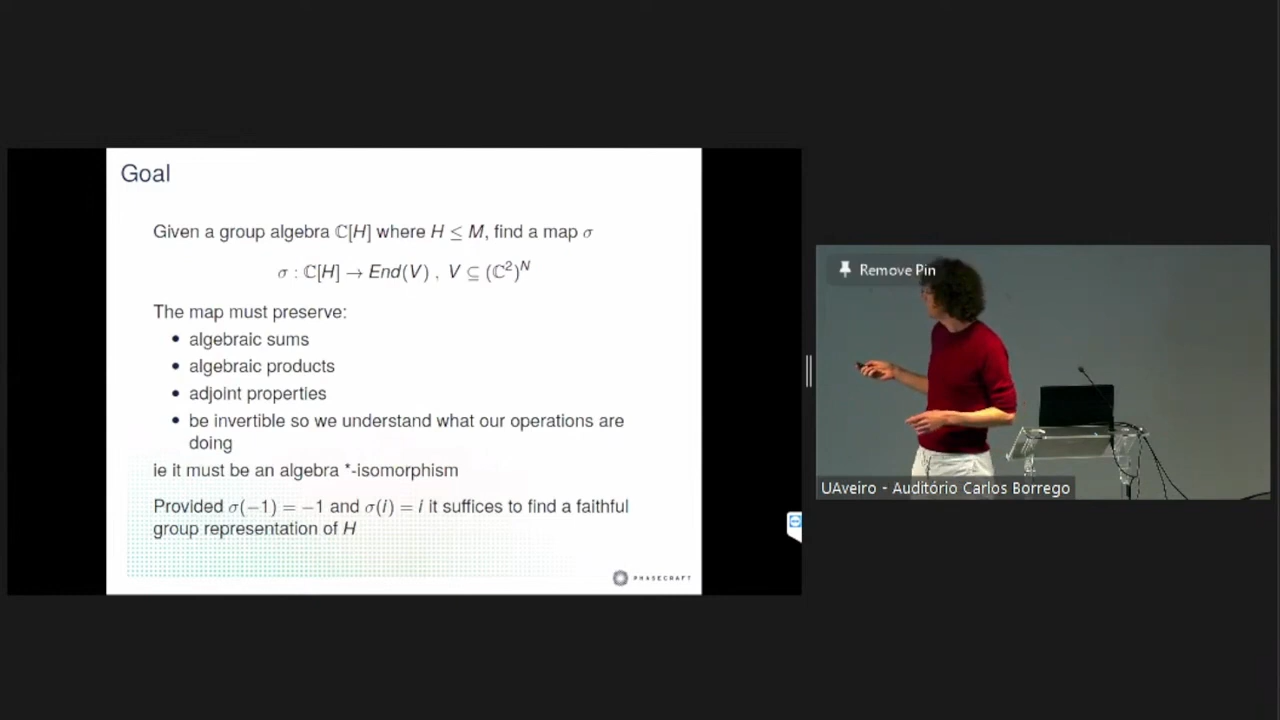 Goal
Given a group algebra ℂ[H] where H ≤ M, find a map σ
σ : ℂ[H] → End(V) , V ⊆ (ℂ²)ᴺ
The map must preserve:
• algebraic sums
• algebraic products
• adjoint properties
• be invertible so we understand what our operations are
doing
ie it must be an algebra *-isomorphism
Provided σ(−1) = −1 and σ(i) = i it suffices to find a faithful
group representation of H
PHASECRAFT
Remove Pin
UAveiro - Auditório Carlos Borrego